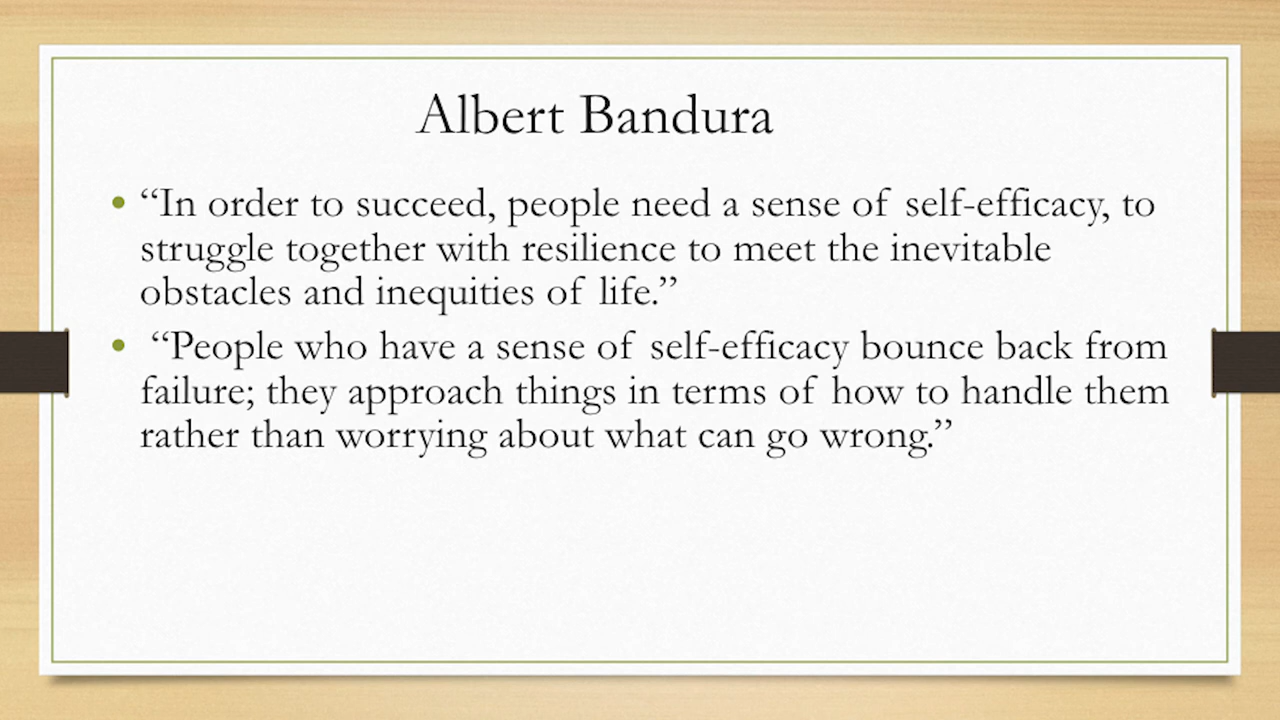 Albert Bandura
• “In order to succeed, people need a sense of self-efficacy, to
struggle together with resilience to meet the inevitable
obstacles and inequities of life.”
• “People who have a sense of self-efficacy bounce back from
failure; they approach things in terms of how to handle them
rather than worrying about what can go wrong.”